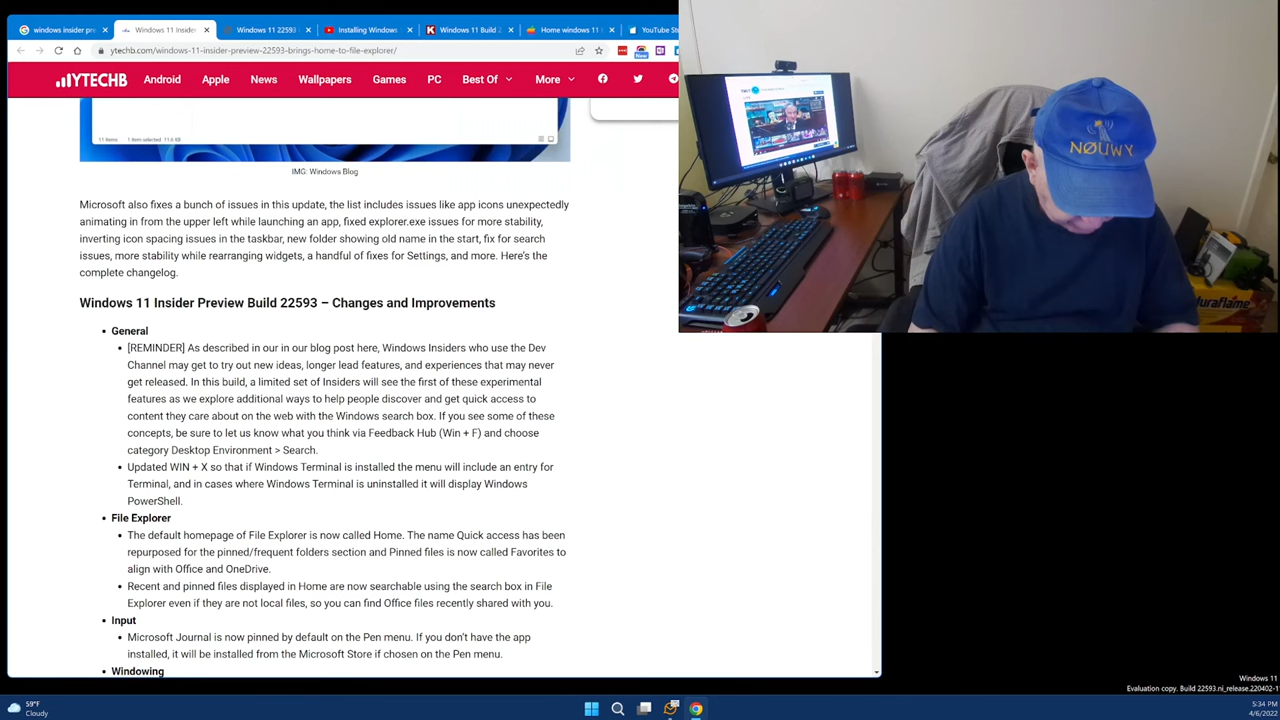 windows insider pre
Windows 11 Insid
Windows 11 22593
Installing Windows
Windows 11 Build 2
Home windows 11
YouTube St
ytechb.com/windows-11-insider-preview-22593-brings-home-to-file-explorer/
New
YTECHB
Android
Apple
News
Wallpapers
Games
PC
Best Of
More
11 items
1 item selected 11.6 KB
IMG: Windows Blog
Microsoft also fixes a bunch of issues in this update, the list includes issues like app icons unexpectedly
animating in from the upper left while launching an app, fixed explorer.exe issues for more stability,
inverting icon spacing issues in the taskbar, new folder showing old name in the start, fix for search
issues, more stability while rearranging widgets, a handful of fixes for Settings, and more. Here's the
complete changelog.
Windows 11 Insider Preview Build 22593 – Changes and Improvements
General
[REMINDER] As described in our in our blog post here, Windows Insiders who use the Dev
Channel may get to try out new ideas, longer lead features, and experiences that may never
get released. In this build, a limited set of Insiders will see the first of these experimental
features as we explore additional ways to help people discover and get quick access to
content they care about on the web with the Windows search box. If you see some of these
concepts, be sure to let us know what you think via Feedback Hub (Win + F) and choose
category Desktop Environment > Search.
Updated WIN + X so that if Windows Terminal is installed the menu will include an entry for
Terminal, and in cases where Windows Terminal is uninstalled it will display Windows
PowerShell.
File Explorer
The default homepage of File Explorer is now called Home. The name Quick access has been
repurposed for the pinned/frequent folders section and Pinned files is now called Favorites to
align with Office and OneDrive.
Recent and pinned files displayed in Home are now searchable using the search box in File
Explorer even if they are not local files, so you can find Office files recently shared with you.
Input
Microsoft Journal is now pinned by default on the Pen menu. If you don't have the app
installed, it will be installed from the Microsoft Store if chosen on the Pen menu.
Windowing
NØUWY
uraflame
Windows 11
Evaluation copy. Build 22593.ni_release.220402-1
59°F
Cloudy
5:34 PM
4/6/2022